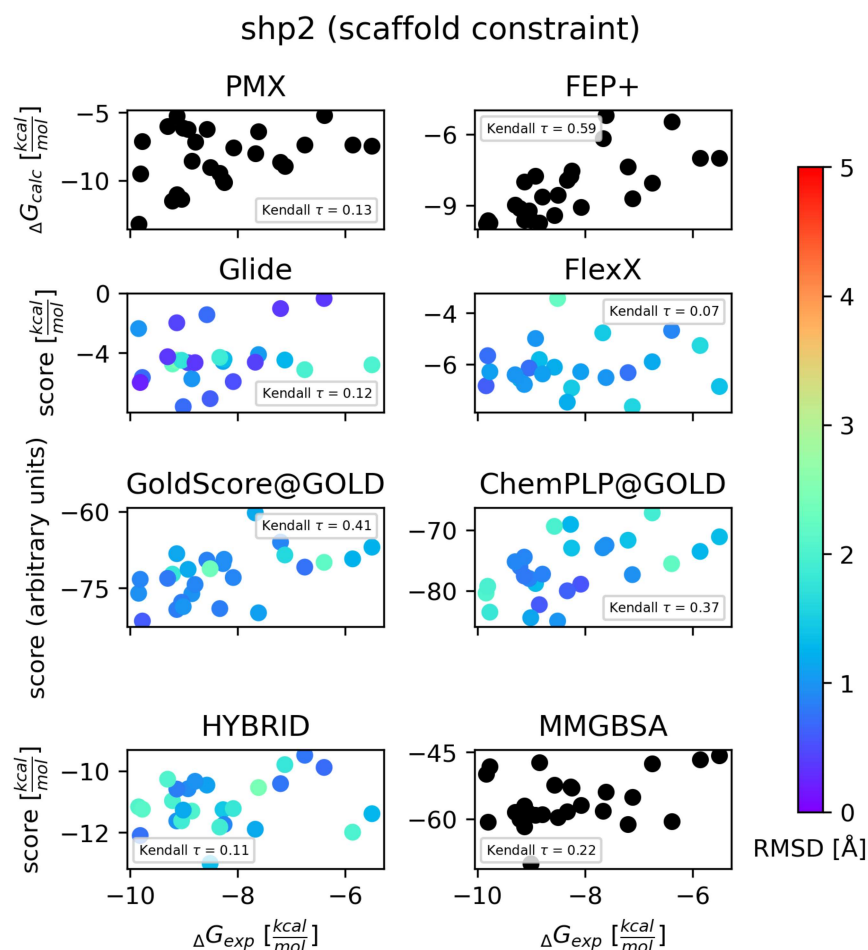 shp2 (scaffold constraint)
PMX
FEP+
ΔG_calc [kcal/mol]
−5
−10
Kendall τ = 0.13
−6
−9
Kendall τ = 0.59
Glide
FlexX
score [kcal/mol]
0
−4
Kendall τ = 0.12
−4
−6
Kendall τ = 0.07
GoldScore@GOLD
ChemPLP@GOLD
score (arbitrary units)
−60
−75
Kendall τ = 0.41
−70
−80
Kendall τ = 0.37
HYBRID
MMGBSA
score [kcal/mol]
−10
−12
Kendall τ = 0.11
−45
−60
Kendall τ = 0.22
−10
−8
−6
−10
−8
−6
ΔG_exp [kcal/mol]
ΔG_exp [kcal/mol]
5
4
3
2
1
0
RMSD [Å]